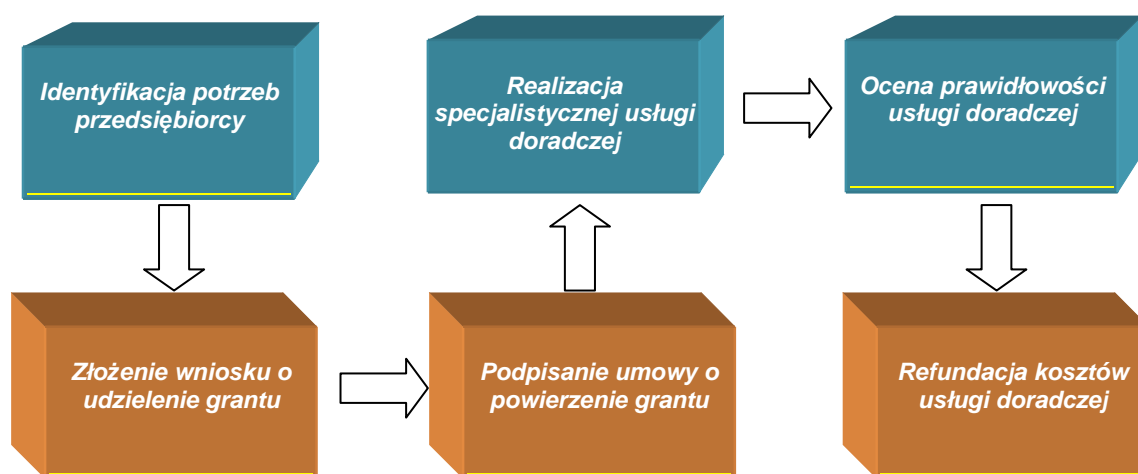 Identyfikacja potrzeb
przedsiębiorcy
Złożenie wniosku o
udzielenie grantu
Podpisanie umowy o
powierzenie grantu
Realizacja
specjalistycznej usługi
doradczej
Ocena prawidłowości
usługi doradczej
Refundacja kosztów
usługi doradczej